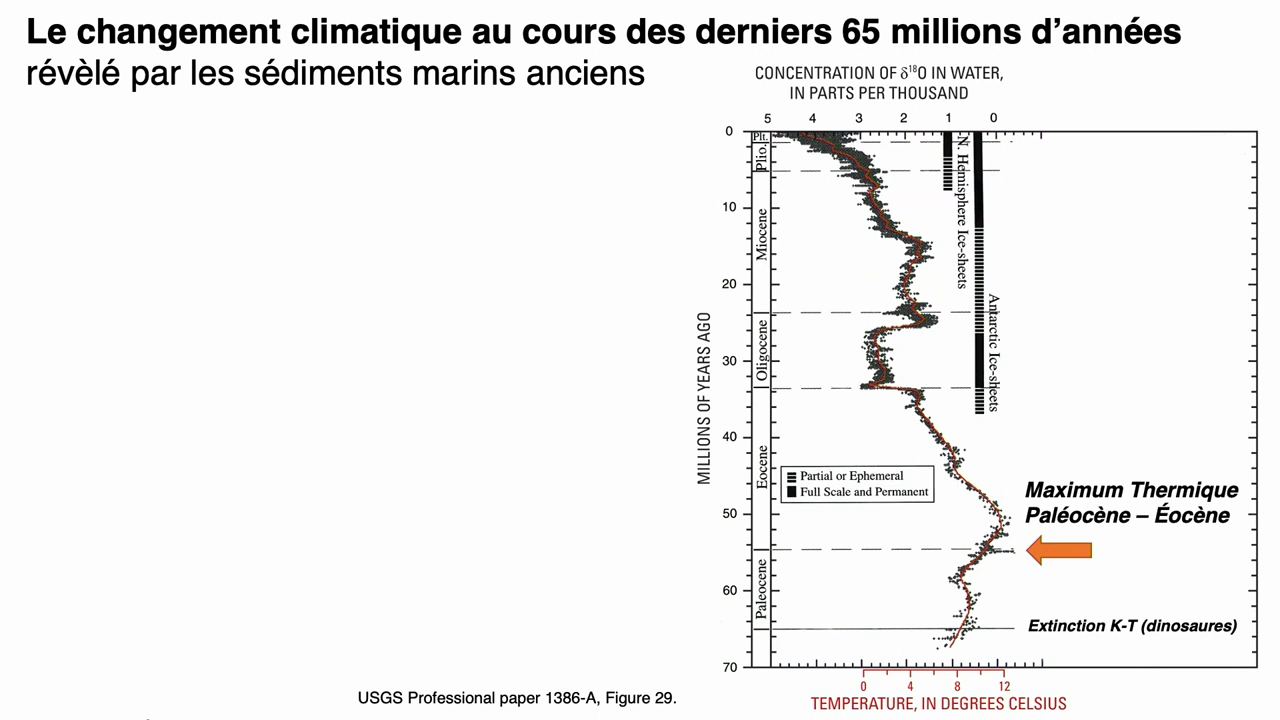 Le changement climatique au cours des derniers 65 millions d’années
révèlé par les sédiments marins anciens
CONCENTRATION OF δ¹⁸O IN WATER,
IN PARTS PER THOUSAND
5 4 3 2 1 0
MILLIONS OF YEARS AGO
0
10
20
30
40
50
60
70
Plt.
Plio.
Miocene
Oligocene
Eocene
Paleocene
N. Hemisphere Ice-sheets
Antarctic Ice-sheets
Partial or Ephemeral
Full Scale and Permanent
Maximum Thermique
Paléocène – Éocène
Extinction K-T (dinosaures)
0 4 8 12
TEMPERATURE, IN DEGREES CELSIUS
USGS Professional paper 1386-A, Figure 29.